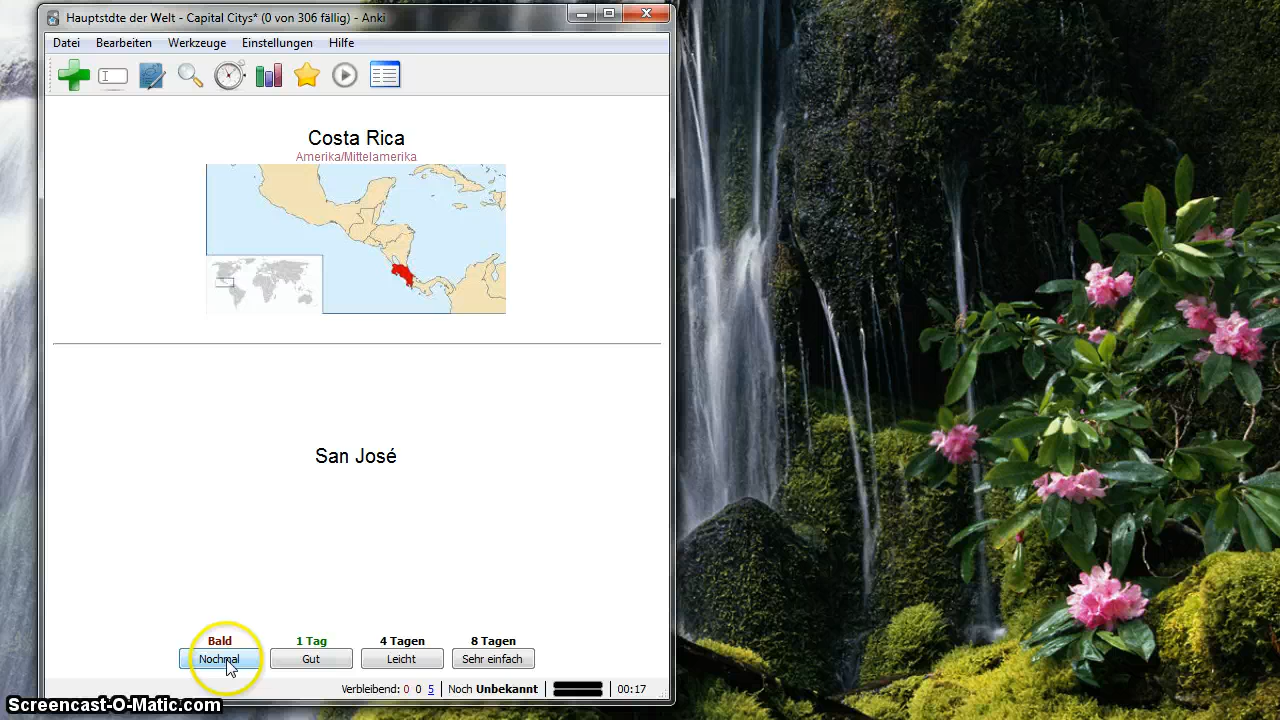 Hauptstdte der Welt - Capital Citys* (0 von 306 fällig) - Anki
Datei Bearbeiten Werkzeuge Einstellungen Hilfe
Costa Rica
Amerika/Mittelamerika
San José
Bald 1 Tag 4 Tagen 8 Tagen
Nochmal Gut Leicht Sehr einfach
Verbleibend: 0 0 5 Noch Unbekannt 00:17
Screencast-O-Matic.com